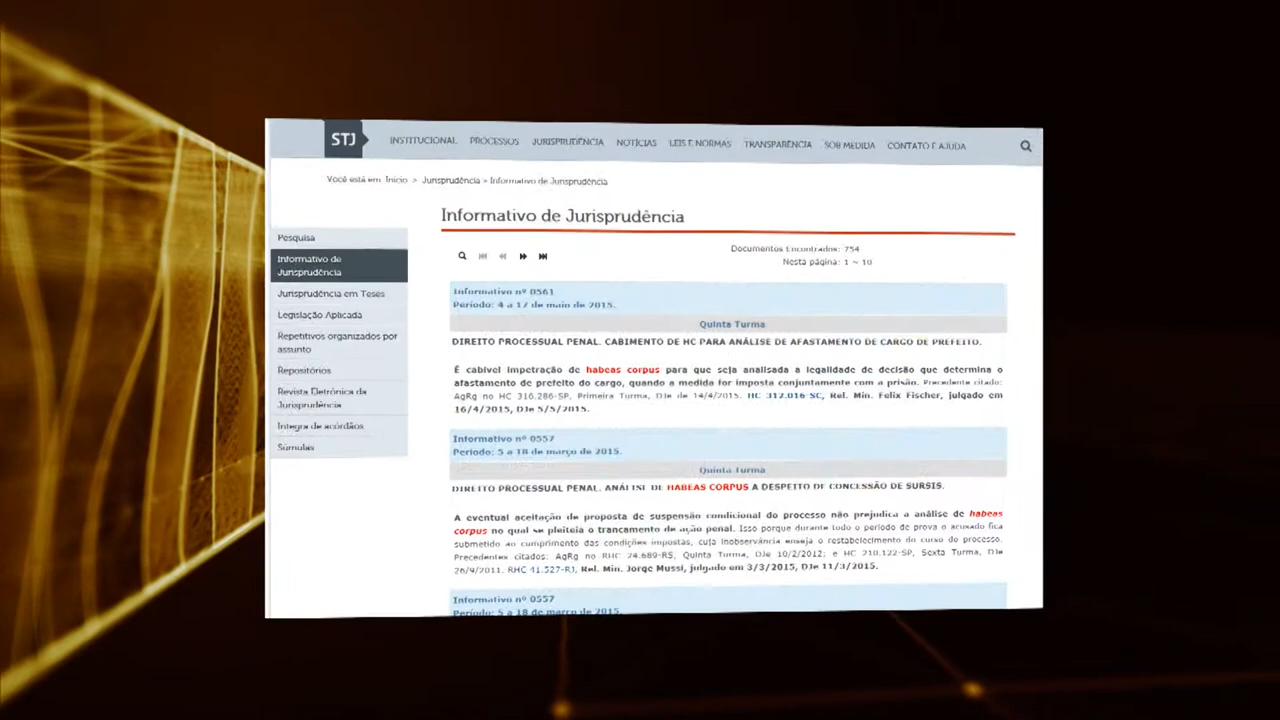 STJ
INSTITUCIONAL PROCESSOS JURISPRUDÊNCIA NOTÍCIAS LEIS E NORMAS TRANSPARÊNCIA SOB MEDIDA CONTATO E AJUDA
Você está em: Início > Jurisprudência > Informativo de Jurisprudência
Informativo de Jurisprudência
Pesquisa
Informativo de
Jurisprudência
Jurisprudência em Teses
Legislação Aplicada
Repetitivos organizados por
assunto
Repositórios
Revista Eletrônica da
Jurisprudência
Íntegra de acórdãos
Súmulas
Documentos Encontrados: 754
Nesta página: 1 ~ 10
Informativo nº 0561
Período: 4 a 17 de maio de 2015.
Quinta Turma
DIREITO PROCESSUAL PENAL. CABIMENTO DE HC PARA ANÁLISE DE AFASTAMENTO DE CARGO DE PREFEITO.
É cabível impetração de habeas corpus para que seja analisada a legalidade de decisão que determina o
afastamento de prefeito do cargo, quando a medida for imposta conjuntamente com a prisão. Precedente citado:
AgRg no HC 316.286-SP, Primeira Turma, DJe de 14/4/2015. HC 312.016-SC, Rel. Min. Felix Fischer, julgado em
16/4/2015, DJe 5/5/2015.
Informativo nº 0557
Período: 5 a 18 de março de 2015.
Quinta Turma
DIREITO PROCESSUAL PENAL. ANÁLISE DE HABEAS CORPUS A DESPEITO DE CONCESSÃO DE SURSIS.
A eventual aceitação de proposta de suspensão condicional do processo não prejudica a análise de habeas
corpus no qual se pleiteia o trancamento de ação penal. Isso porque durante todo o período de prova o acusado fica
submetido ao cumprimento das condições impostas, cuja inobservância enseja o restabelecimento do curso do processo.
Precedentes citados: AgRg no RHC 24.689-RS, Quinta Turma, DJe 10/2/2012; e HC 210.122-SP, Sexta Turma, DJe
26/9/2011. RHC 41.527-RJ, Rel. Min. Jorge Mussi, julgado em 3/3/2015, DJe 11/3/2015.
Informativo nº 0557
Período: 5 a 18 de março de 2015.